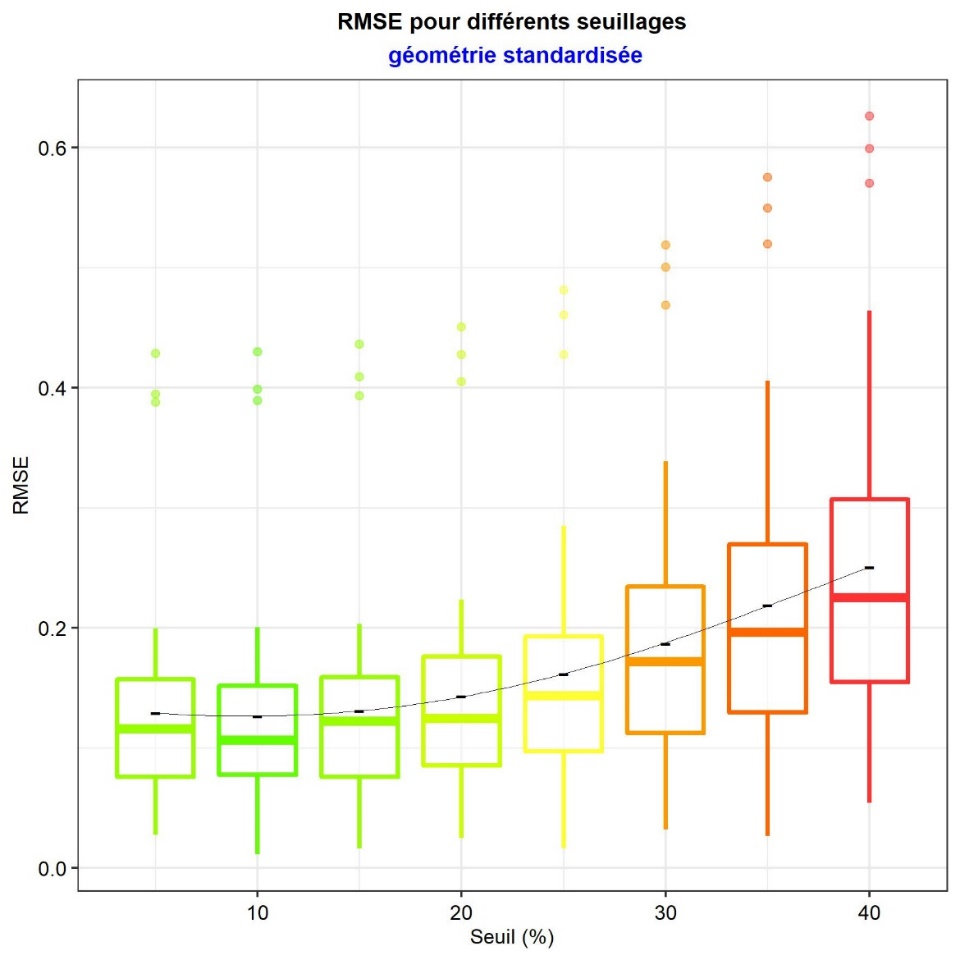 RMSE pour différents seuillages
géométrie standardisée
0.6
0.4
0.2
0.0
RMSE
10 20 30 40
Seuil (%)